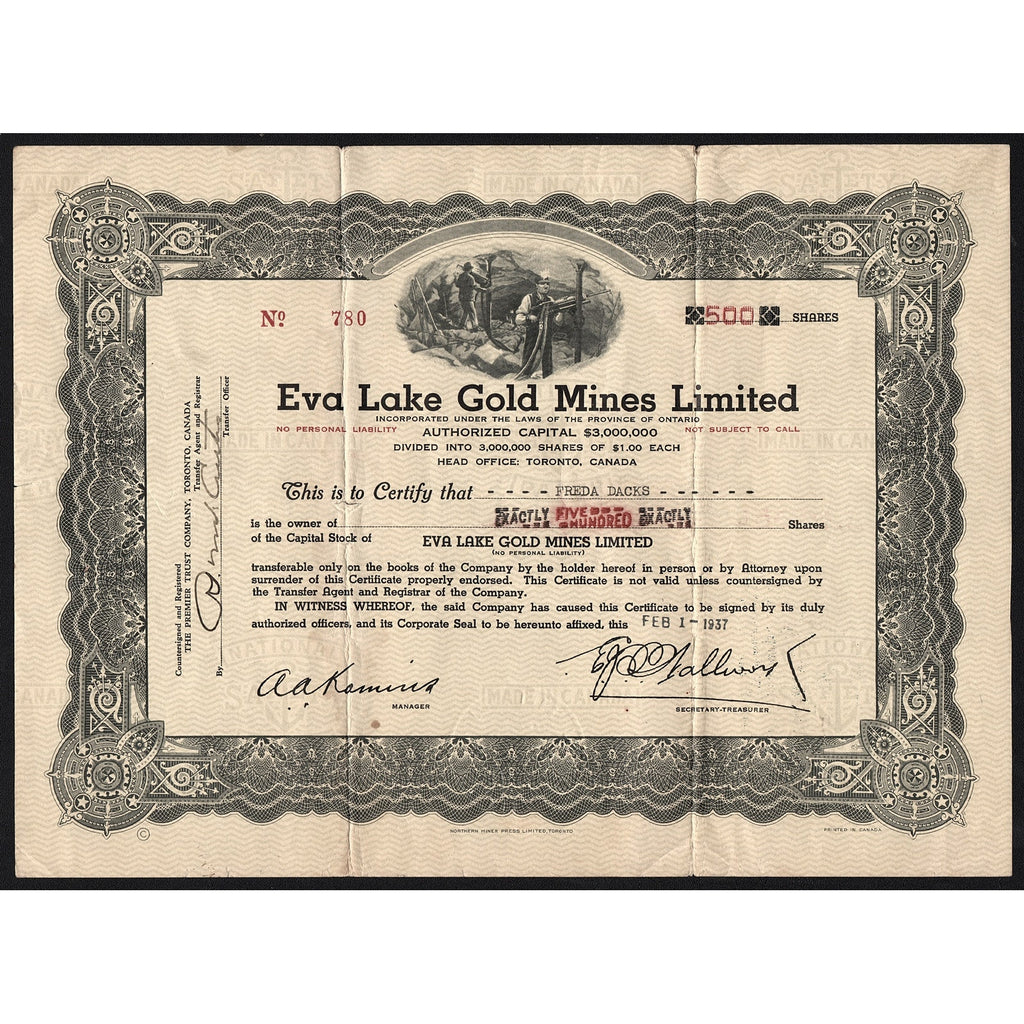 MADE IN CANADA
Nº 780
500 SHARES
Eva Lake Gold Mines Limited
INCORPORATED UNDER THE LAWS OF THE PROVINCE OF ONTARIO
NO PERSONAL LIABILITY AUTHORIZED CAPITAL $3,000,000 NOT SUBJECT TO CALL
DIVIDED INTO 3,000,000 SHARES OF $1.00 EACH
HEAD OFFICE: TORONTO, CANADA
This is to Certify that - - - - FREDA DACKS - - - - - -
is the owner of EXACTLY FIVE HUNDRED EXACTLY Shares
of the Capital Stock of EVA LAKE GOLD MINES LIMITED
(NO PERSONAL LIABILITY)
transferable only on the books of the Company by the holder hereof in person or by Attorney upon
surrender of this Certificate properly endorsed. This Certificate is not valid unless countersigned by
the Transfer Agent and Registrar of the Company.
IN WITNESS WHEREOF, the said Company has caused this Certificate to be signed by its duly
authorized officers, and its Corporate Seal to be hereunto affixed, this FEB 1 - 1937
MANAGER
SECRETARY-TREASURER
Countersigned and Registered
THE PREMIER TRUST COMPANY, TORONTO, CANADA
Transfer Agent and Registrar
By
Transfer Officer
MADE IN CANADA
©
NORTHERN MINER PRESS LIMITED, TORONTO
PRINTED IN CANADA